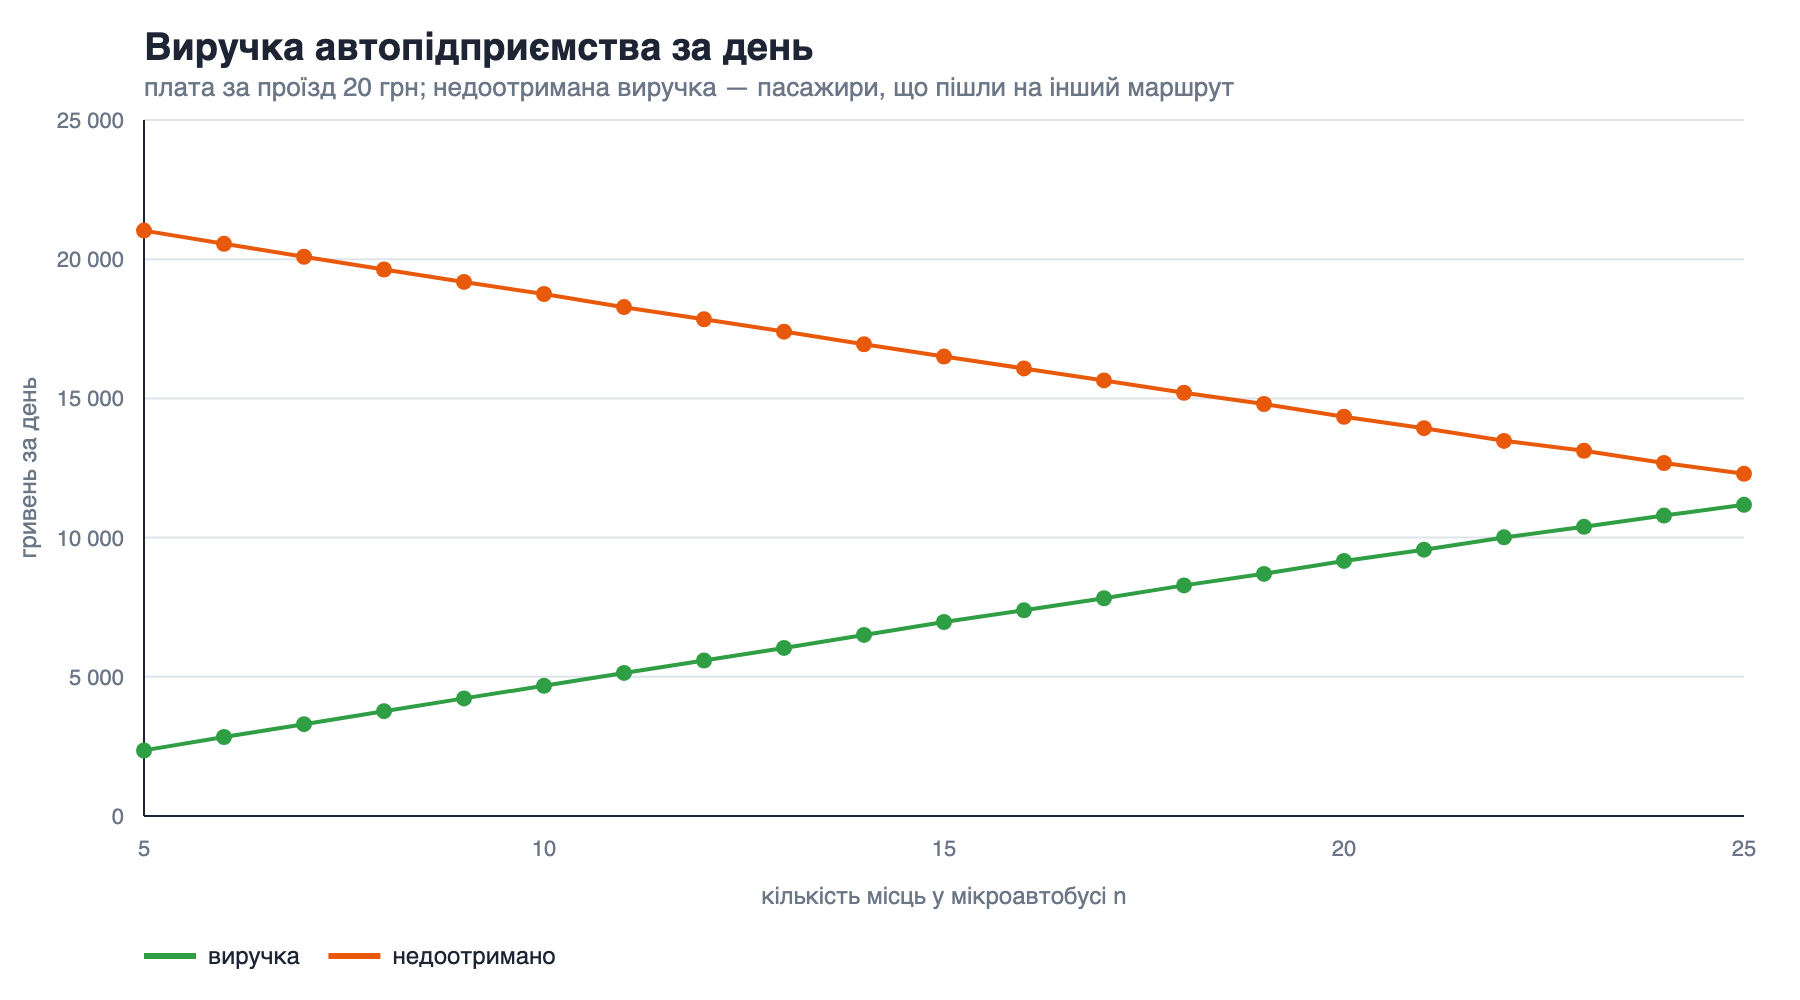 Виручка автопідприємства за день
плата за проїзд 20 грн; недоотримана виручка — пасажири, що пішли на інший маршрут
гривень за день
25 000
20 000
15 000
10 000
5 000
0
5 10 15 20 25
кількість місць у мікроавтобусі n
виручка недоотримано